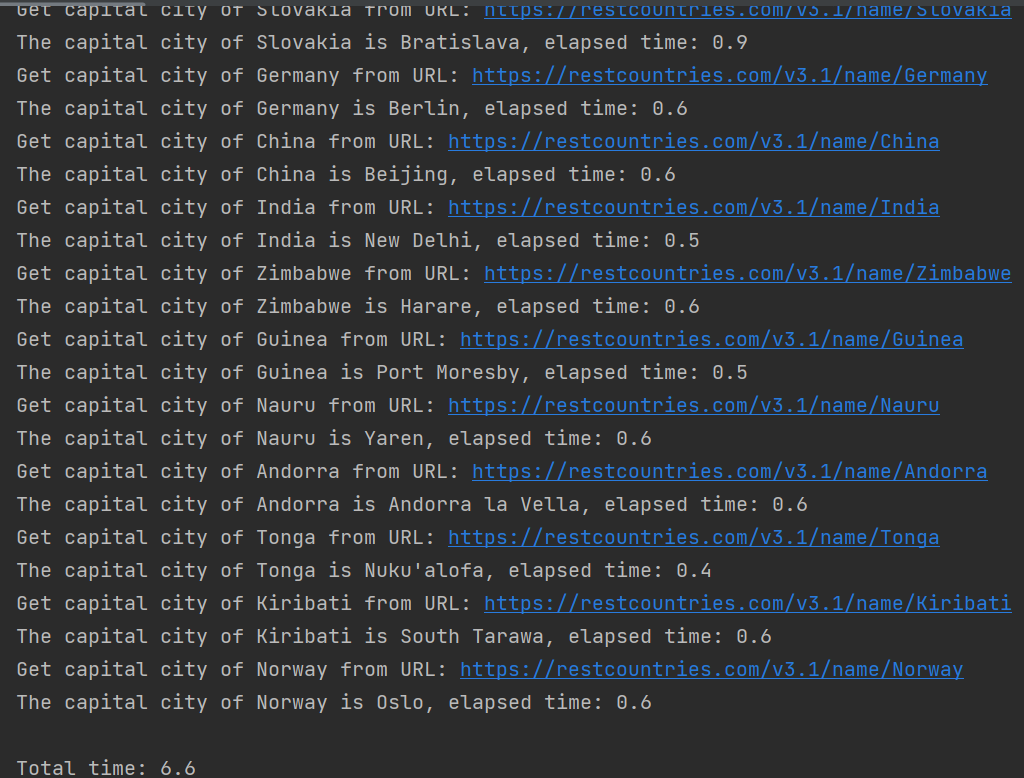 Get capital city of Slovakia from URL: https://restcountries.com/v3.1/name/Slovakia
The capital city of Slovakia is Bratislava, elapsed time: 0.9
Get capital city of Germany from URL: https://restcountries.com/v3.1/name/Germany
The capital city of Germany is Berlin, elapsed time: 0.6
Get capital city of China from URL: https://restcountries.com/v3.1/name/China
The capital city of China is Beijing, elapsed time: 0.6
Get capital city of India from URL: https://restcountries.com/v3.1/name/India
The capital city of India is New Delhi, elapsed time: 0.5
Get capital city of Zimbabwe from URL: https://restcountries.com/v3.1/name/Zimbabwe
The capital city of Zimbabwe is Harare, elapsed time: 0.6
Get capital city of Guinea from URL: https://restcountries.com/v3.1/name/Guinea
The capital city of Guinea is Port Moresby, elapsed time: 0.5
Get capital city of Nauru from URL: https://restcountries.com/v3.1/name/Nauru
The capital city of Nauru is Yaren, elapsed time: 0.6
Get capital city of Andorra from URL: https://restcountries.com/v3.1/name/Andorra
The capital city of Andorra is Andorra la Vella, elapsed time: 0.6
Get capital city of Tonga from URL: https://restcountries.com/v3.1/name/Tonga
The capital city of Tonga is Nuku'alofa, elapsed time: 0.4
Get capital city of Kiribati from URL: https://restcountries.com/v3.1/name/Kiribati
The capital city of Kiribati is South Tarawa, elapsed time: 0.6
Get capital city of Norway from URL: https://restcountries.com/v3.1/name/Norway
The capital city of Norway is Oslo, elapsed time: 0.6
Total time: 6.6